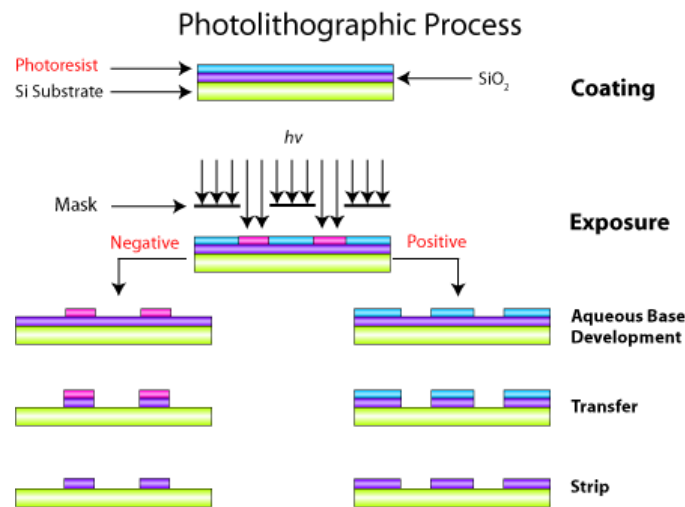 Photolithographic Process
Photoresist
Si Substrate
SiO₂
Coating
hν
Mask
Exposure
Negative
Positive
Aqueous Base
Development
Transfer
Strip